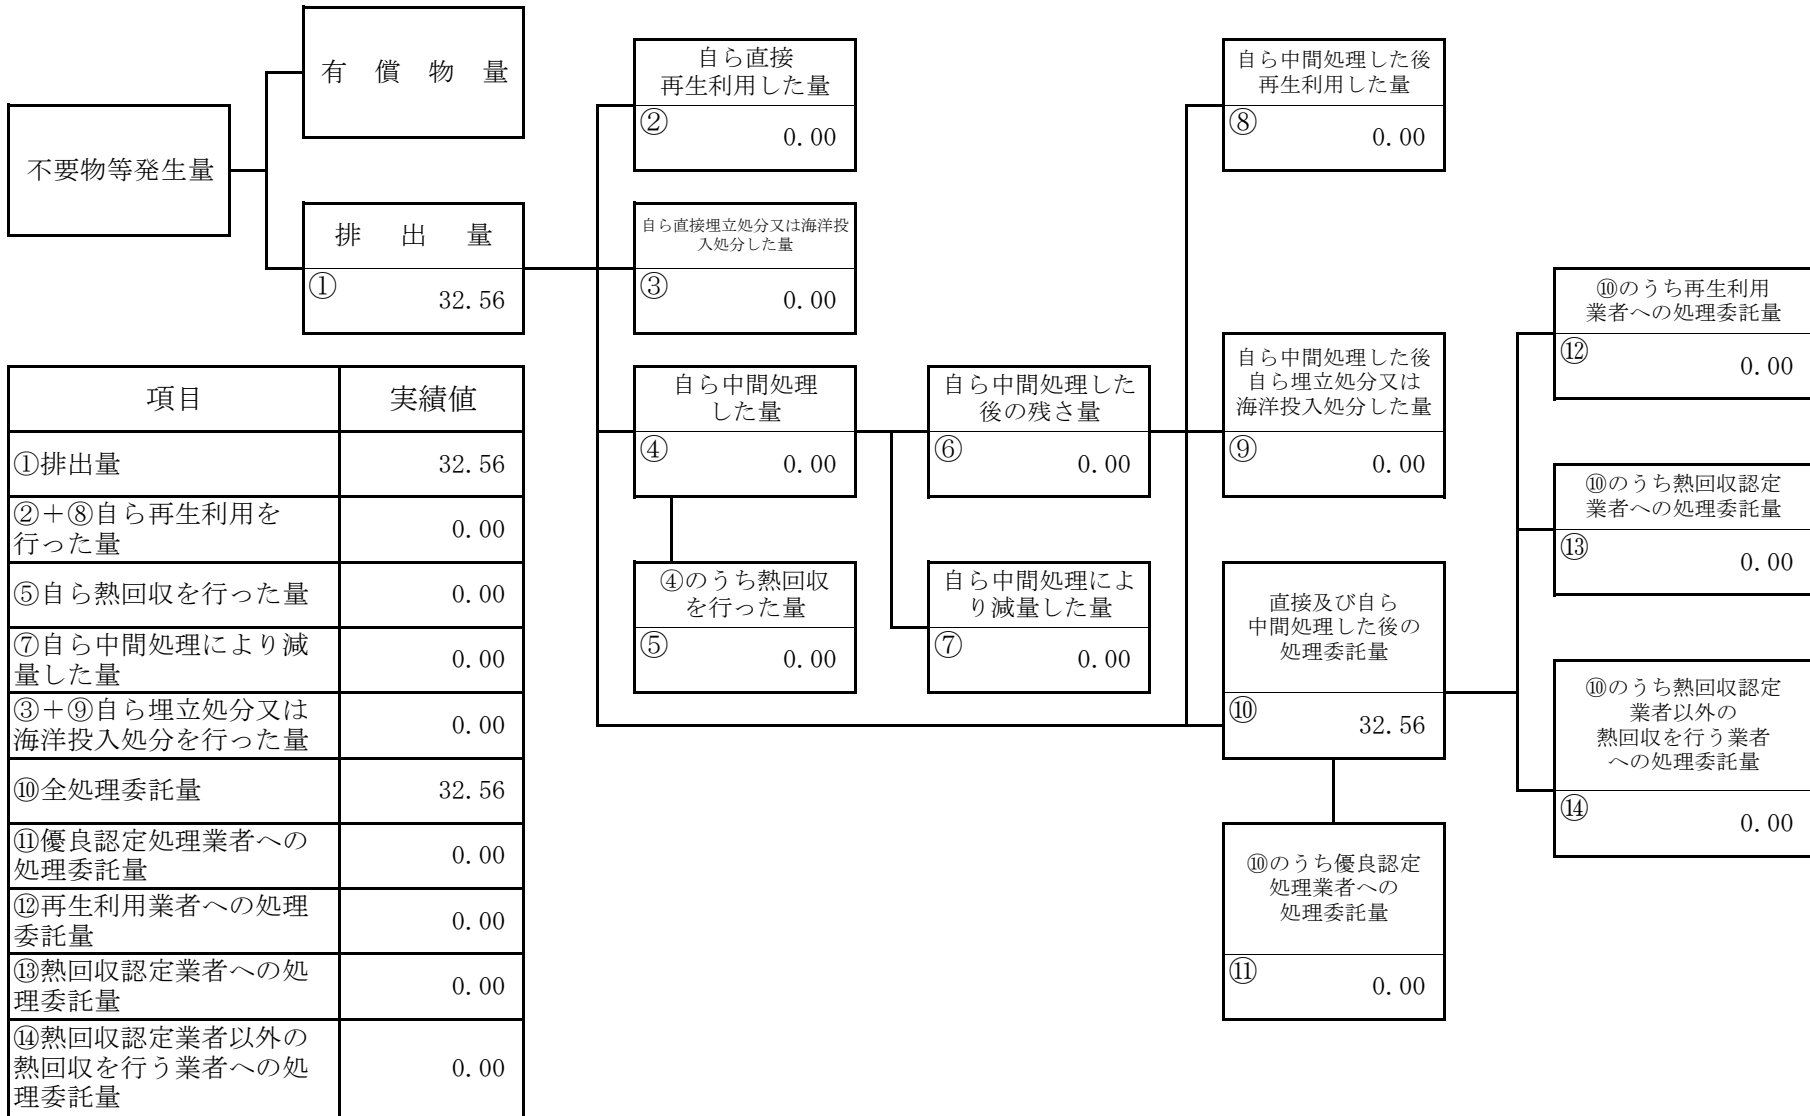 有償物量
不要物等発生量
排出量
①
32.56
自ら直接
再生利用した量
②
0.00
自ら直接埋立処分又は海洋投
入処分した量
③
0.00
自ら中間処理
した量
④
0.00
④のうち熱回収
を行った量
⑤
0.00
自ら中間処理した
後の残さ量
⑥
0.00
自ら中間処理によ
り減量した量
⑦
0.00
自ら中間処理した後
再生利用した量
⑧
0.00
自ら中間処理した後
自ら埋立処分又は
海洋投入処分した量
⑨
0.00
直接及び自ら
中間処理した後の
処理委託量
⑩
32.56
⑩のうち優良認定
処理業者への
処理委託量
⑪
0.00
⑩のうち再生利用
業者への処理委託量
⑫
0.00
⑩のうち熱回収認定
業者への処理委託量
⑬
0.00
⑩のうち熱回収認定
業者以外の
熱回収を行う業者
への処理委託量
⑭
0.00
項目 実績値
①排出量 32.56
②＋⑧自ら再生利用を
行った量 0.00
⑤自ら熱回収を行った量 0.00
⑦自ら中間処理により減
量した量 0.00
③＋⑨自ら埋立処分又は
海洋投入処分を行った量 0.00
⑩全処理委託量 32.56
⑪優良認定処理業者への
処理委託量 0.00
⑫再生利用業者への処理
委託量 0.00
⑬熱回収認定業者への処
理委託量 0.00
⑭熱回収認定業者以外の
熱回収を行う業者への処 0.00
理委託量